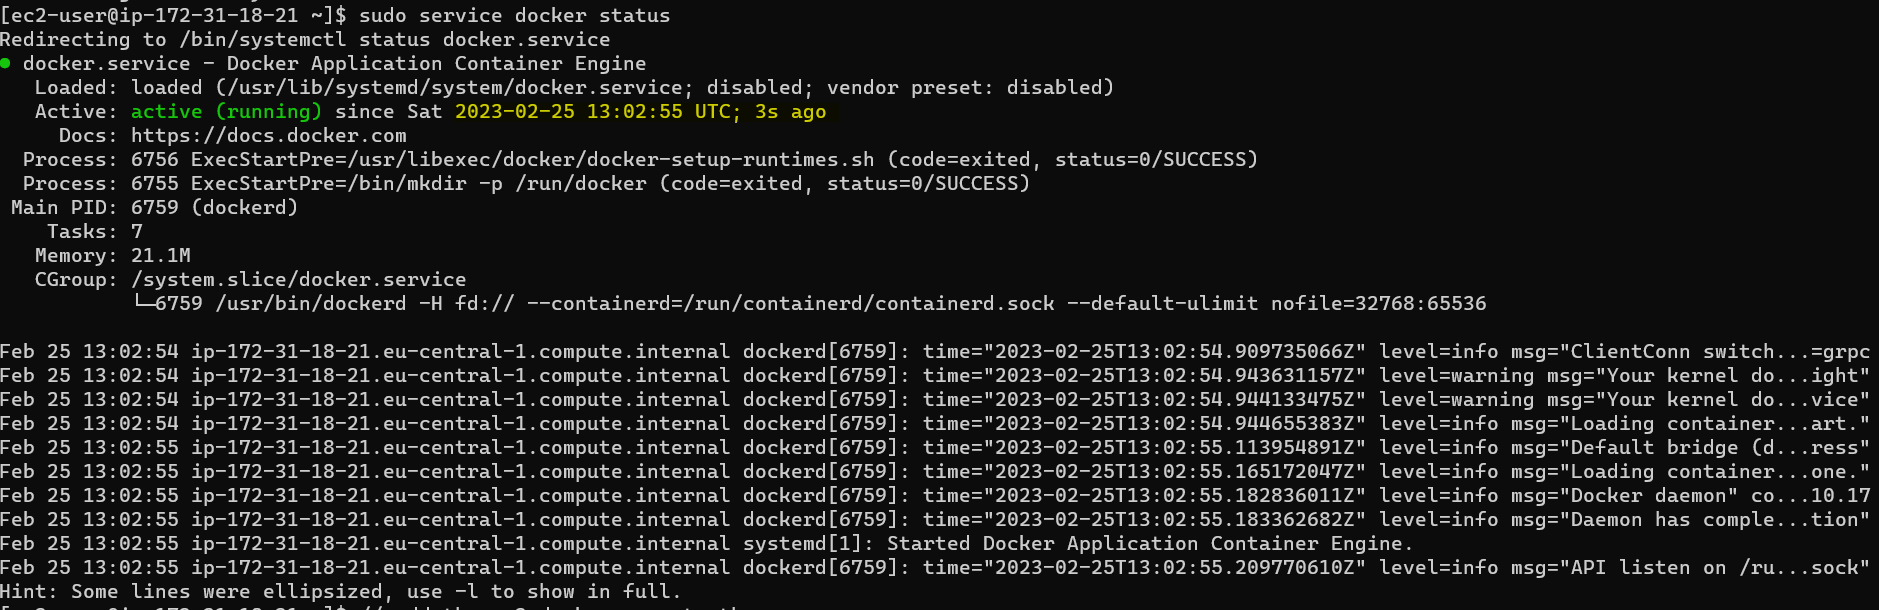 [ec2-user@ip-172-31-18-21 ~]$ sudo service docker status
Redirecting to /bin/systemctl status docker.service
● docker.service - Docker Application Container Engine
   Loaded: loaded (/usr/lib/systemd/system/docker.service; disabled; vendor preset: disabled)
   Active: active (running) since Sat 2023-02-25 13:02:55 UTC; 3s ago
     Docs: https://docs.docker.com
  Process: 6756 ExecStartPre=/usr/libexec/docker/docker-setup-runtimes.sh (code=exited, status=0/SUCCESS)
  Process: 6755 ExecStartPre=/bin/mkdir -p /run/docker (code=exited, status=0/SUCCESS)
 Main PID: 6759 (dockerd)
    Tasks: 7
   Memory: 21.1M
   CGroup: /system.slice/docker.service
           └─6759 /usr/bin/dockerd -H fd:// --containerd=/run/containerd/containerd.sock --default-ulimit nofile=32768:65536
Feb 25 13:02:54 ip-172-31-18-21.eu-central-1.compute.internal dockerd[6759]: time="2023-02-25T13:02:54.909735066Z" level=info msg="ClientConn switch...=grpc
Feb 25 13:02:54 ip-172-31-18-21.eu-central-1.compute.internal dockerd[6759]: time="2023-02-25T13:02:54.943631157Z" level=warning msg="Your kernel do...ight"
Feb 25 13:02:54 ip-172-31-18-21.eu-central-1.compute.internal dockerd[6759]: time="2023-02-25T13:02:54.944133475Z" level=warning msg="Your kernel do...vice"
Feb 25 13:02:54 ip-172-31-18-21.eu-central-1.compute.internal dockerd[6759]: time="2023-02-25T13:02:54.944655383Z" level=info msg="Loading container...art."
Feb 25 13:02:55 ip-172-31-18-21.eu-central-1.compute.internal dockerd[6759]: time="2023-02-25T13:02:55.113954891Z" level=info msg="Default bridge (d...ress"
Feb 25 13:02:55 ip-172-31-18-21.eu-central-1.compute.internal dockerd[6759]: time="2023-02-25T13:02:55.165172047Z" level=info msg="Loading container...one."
Feb 25 13:02:55 ip-172-31-18-21.eu-central-1.compute.internal dockerd[6759]: time="2023-02-25T13:02:55.182836011Z" level=info msg="Docker daemon" co...10.17
Feb 25 13:02:55 ip-172-31-18-21.eu-central-1.compute.internal dockerd[6759]: time="2023-02-25T13:02:55.183362682Z" level=info msg="Daemon has comple...tion"
Feb 25 13:02:55 ip-172-31-18-21.eu-central-1.compute.internal systemd[1]: Started Docker Application Container Engine.
Feb 25 13:02:55 ip-172-31-18-21.eu-central-1.compute.internal dockerd[6759]: time="2023-02-25T13:02:55.209770610Z" level=info msg="API listen on /ru...sock"
Hint: Some lines were ellipsized, use -l to show in full.